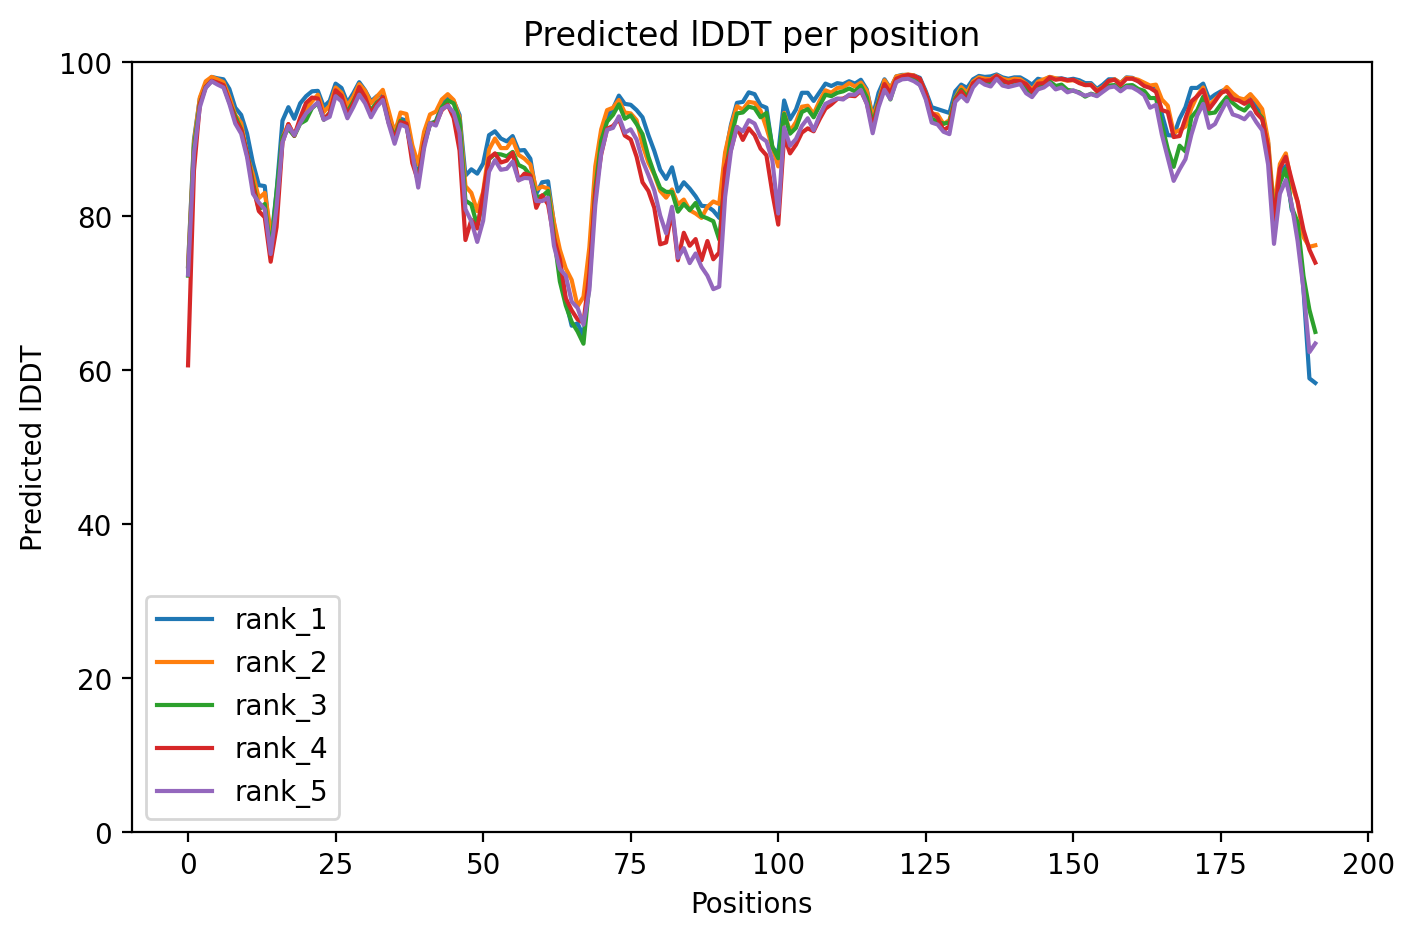 Predicted lDDT per position
100
80
60
40
20
0
Predicted lDDT
rank_1
rank_2
rank_3
rank_4
rank_5
0 25 50 75 100 125 150 175 200
Positions